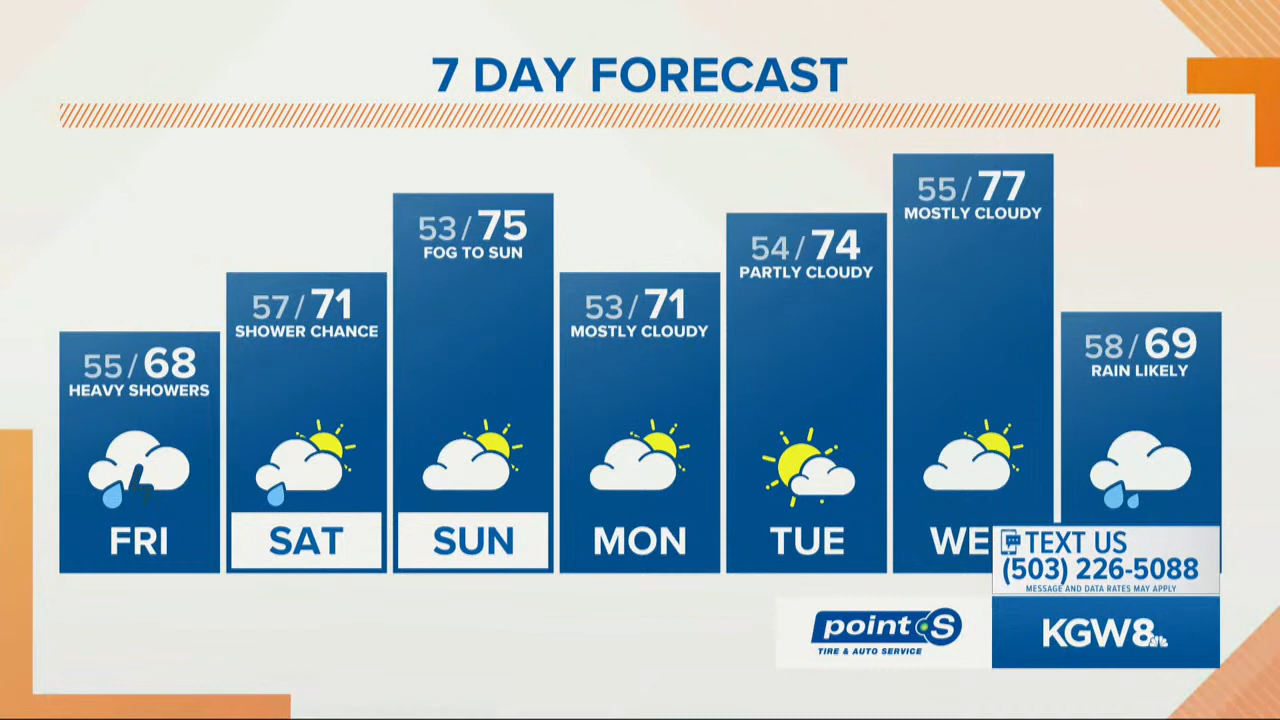 7 DAY FORECAST
55/68
HEAVY SHOWERS
FRI
57/71
SHOWER CHANCE
SAT
53/75
FOG TO SUN
SUN
53/71
MOSTLY CLOUDY
MON
54/74
PARTLY CLOUDY
TUE
55/77
MOSTLY CLOUDY
WE
58/69
RAIN LIKELY
TEXT US
(503) 226-5088
MESSAGE AND DATA RATES MAY APPLY
point S
TIRE & AUTO SERVICE
KGW8